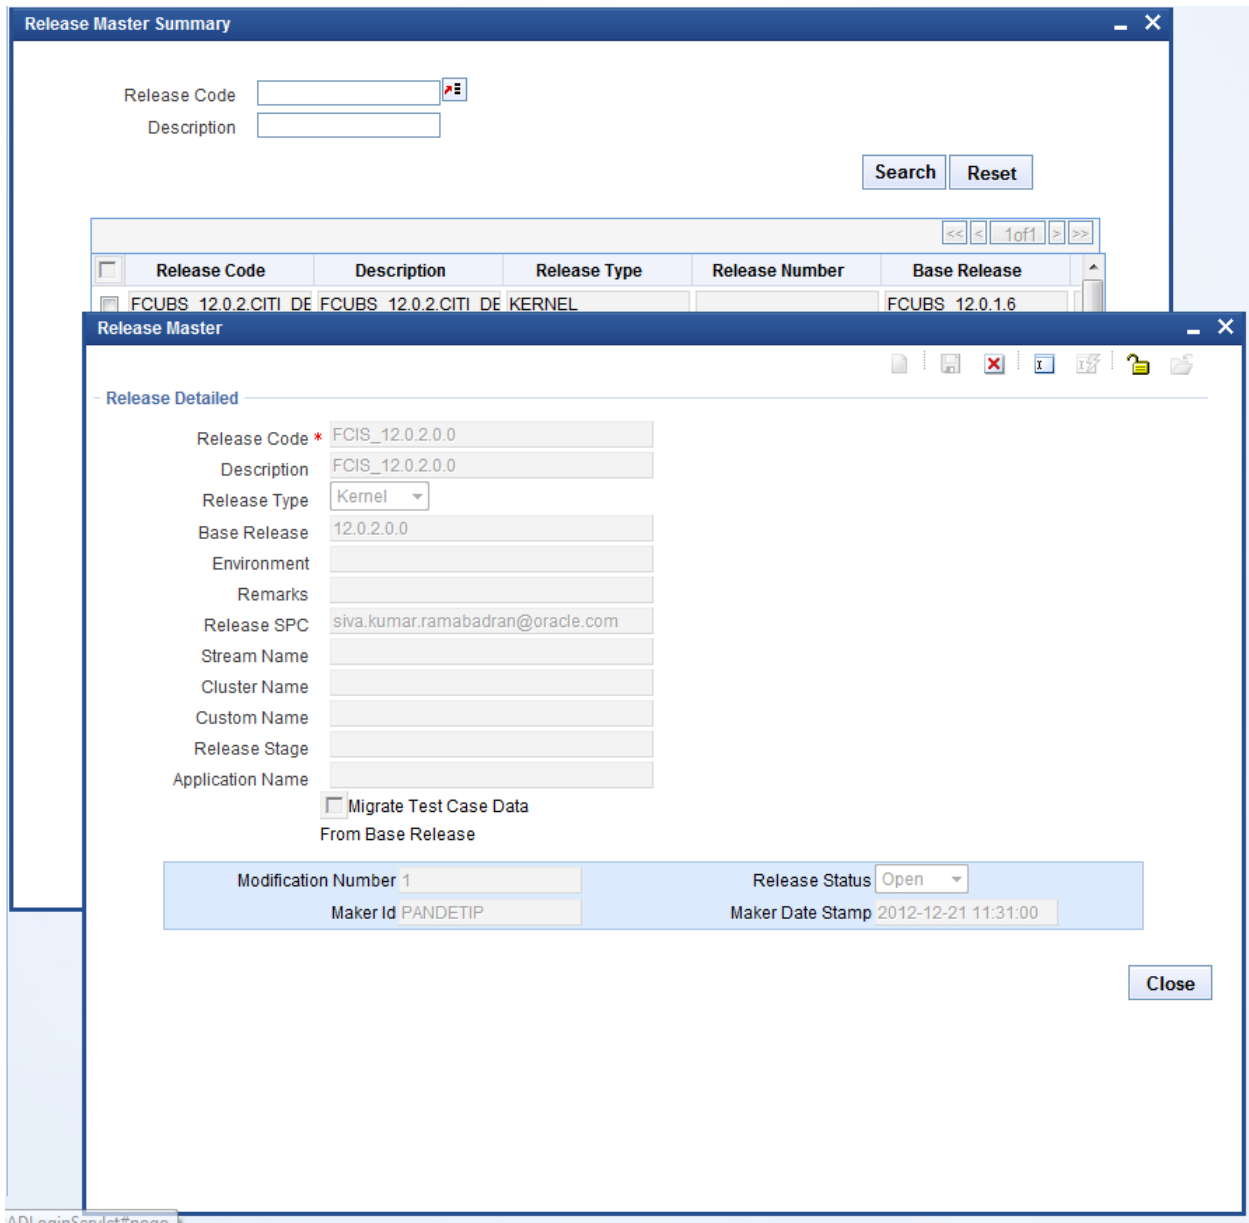 Release Master Summary
Release Code
Description
Search Reset
<< < 1of1 > >>
Release Code Description Release Type Release Number Base Release
FCUBS_12.0.2.CITI_DE FCUBS_12.0.2.CITI_DE KERNEL FCUBS_12.0.1.6
Release Master
Release Detailed
Release Code * FCIS_12.0.2.0.0
Description FCIS_12.0.2.0.0
Release Type Kernel
Base Release 12.0.2.0.0
Environment
Remarks
Release SPC siva.kumar.ramabadran@oracle.com
Stream Name
Cluster Name
Custom Name
Release Stage
Application Name
Migrate Test Case Data
From Base Release
Modification Number 1 Release Status Open
Maker Id PANDETIP Maker Date Stamp 2012-12-21 11:31:00
Close